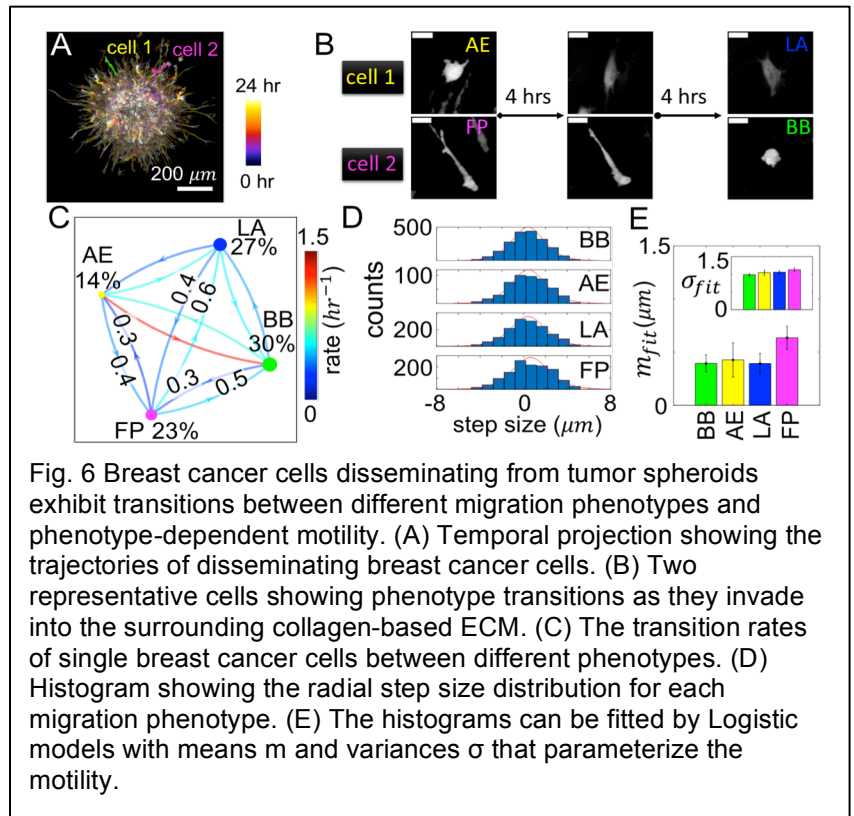 A
cell 1
cell 2
24 hr
0 hr
200 μm
B
cell 1
AE
4 hrs
4 hrs
LA
cell 2
FP
BB
C
LA
27%
AE
14%
0.4
0.6
BB
30%
0.3
0.4
0.3
0.5
FP 23%
1.5
rate (hr⁻¹)
0
D
500
BB
100
AE
200
LA
200
FP
counts
-8
0
8
step size (μm)
E
1.5
m_fit(μm)
0
1.5
σ_fit
0
BB
AE
LA
FP
Fig. 6 Breast cancer cells disseminating from tumor spheroids
exhibit transitions between different migration phenotypes and
phenotype-dependent motility. (A) Temporal projection showing the
trajectories of disseminating breast cancer cells. (B) Two
representative cells showing phenotype transitions as they invade
into the surrounding collagen-based ECM. (C) The transition rates
of single breast cancer cells between different phenotypes. (D)
Histogram showing the radial step size distribution for each
migration phenotype. (E) The histograms can be fitted by Logistic
models with means m and variances σ that parameterize the
motility.